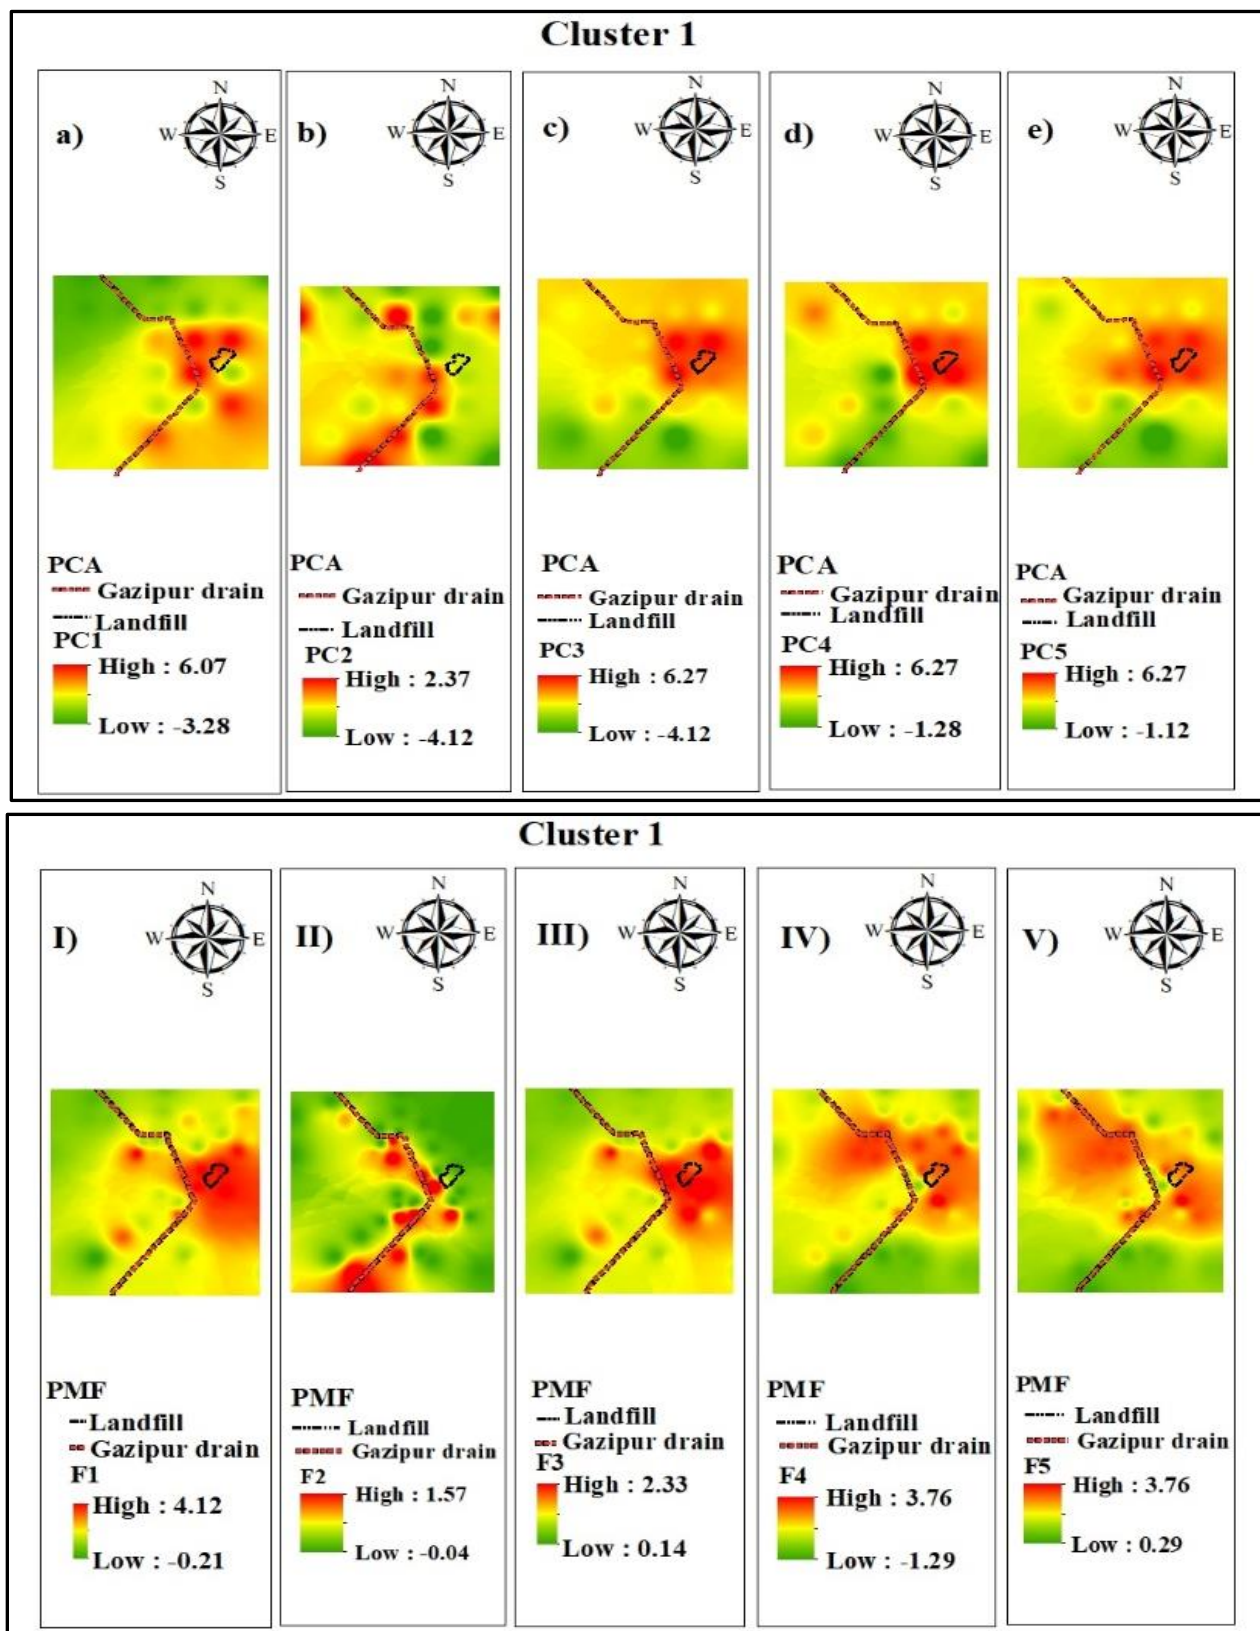 Cluster 1
a)
N
W
E
S
b)
N
W
E
S
c)
N
W
E
S
d)
N
W
E
S
e)
N
W
E
S
PCA
Gazipur drain
Landfill
PC1
High : 6.07
Low : -3.28
PCA
Gazipur drain
Landfill
PC2
High : 2.37
Low : -4.12
PCA
Gazipur drain
Landfill
PC3
High : 6.27
Low : -4.12
PCA
Gazipur drain
Landfill
PC4
High : 6.27
Low : -1.28
PCA
Gazipur drain
Landfill
PC5
High : 6.27
Low : -1.12
Cluster 1
I)
N
W
E
S
II)
N
W
E
S
III)
N
W
E
S
IV)
N
W
E
S
V)
N
W
E
S
PMF
Landfill
Gazipur drain
F1
High : 4.12
Low : -0.21
PMF
Landfill
Gazipur drain
F2
High : 1.57
Low : -0.04
PMF
Landfill
Gazipur drain
F3
High : 2.33
Low : 0.14
PMF
Landfill
Gazipur drain
F4
High : 3.76
Low : -1.29
PMF
Landfill
Gazipur drain
F5
High : 3.76
Low : 0.29